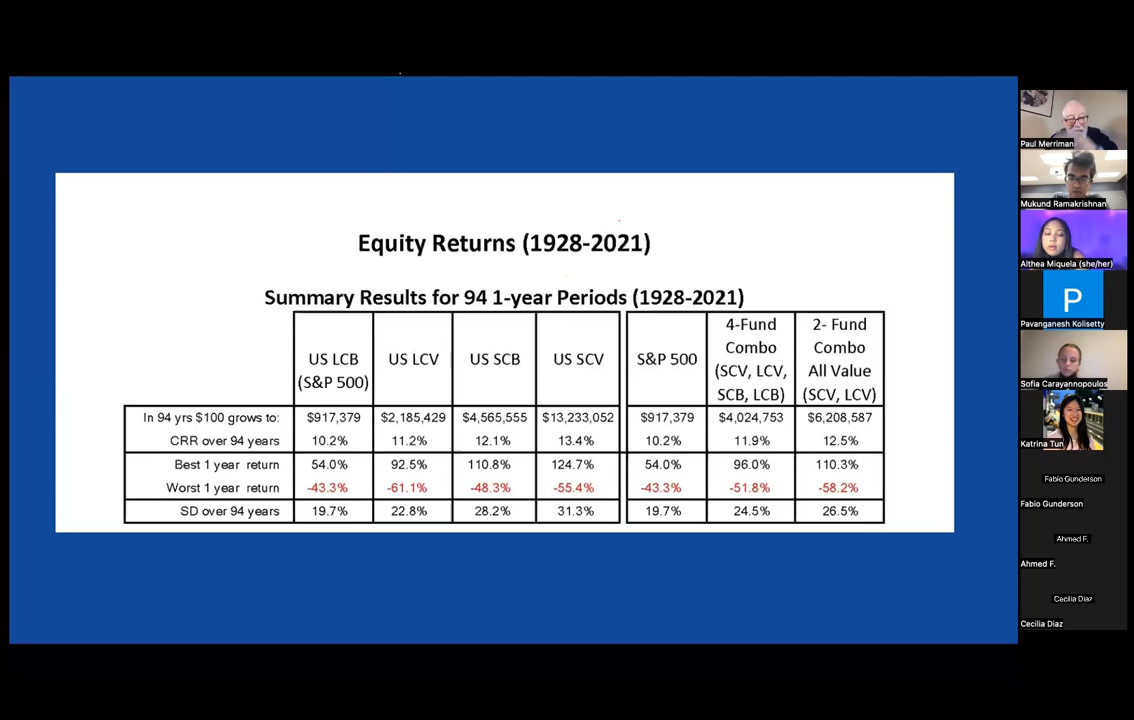 Equity Returns (1928-2021)
Summary Results for 94 1-year Periods (1928-2021)
US LCB (S&P 500) US LCV US SCB US SCV S&P 500 4-Fund Combo (SCV, LCV, SCB, LCB) 2- Fund Combo All Value (SCV, LCV)
In 94 yrs $100 grows to: $917,379 $2,185,429 $4,565,555 $13,233,052 $917,379 $4,024,753 $6,208,587
CRR over 94 years 10.2% 11.2% 12.1% 13.4% 10.2% 11.9% 12.5%
Best 1 year return 54.0% 92.5% 110.8% 124.7% 54.0% 96.0% 110.3%
Worst 1 year return -43.3% -61.1% -48.3% -55.4% -43.3% -51.8% -58.2%
SD over 94 years 19.7% 22.8% 28.2% 31.3% 19.7% 24.5% 26.5%
Paul Merriman
Mukund Ramakrishnan
Althea Miquela (she/her)
P
Pavanganesh Kolisetty
Sofia Carayannopoulos
Katrina Tun
Fabio Gunderson
Fabio Gunderson
Ahmed F.
Ahmed F.
Cecilia Diaz
Cecilia Diaz